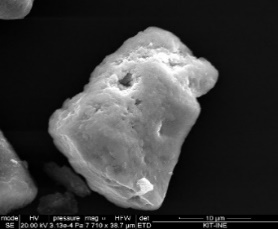 mode HV pressure mag HFW det 10 µm
SE 20.00 kV 3.13e-4 Pa 7 719 x 38.7 µm ETD KIT-INE